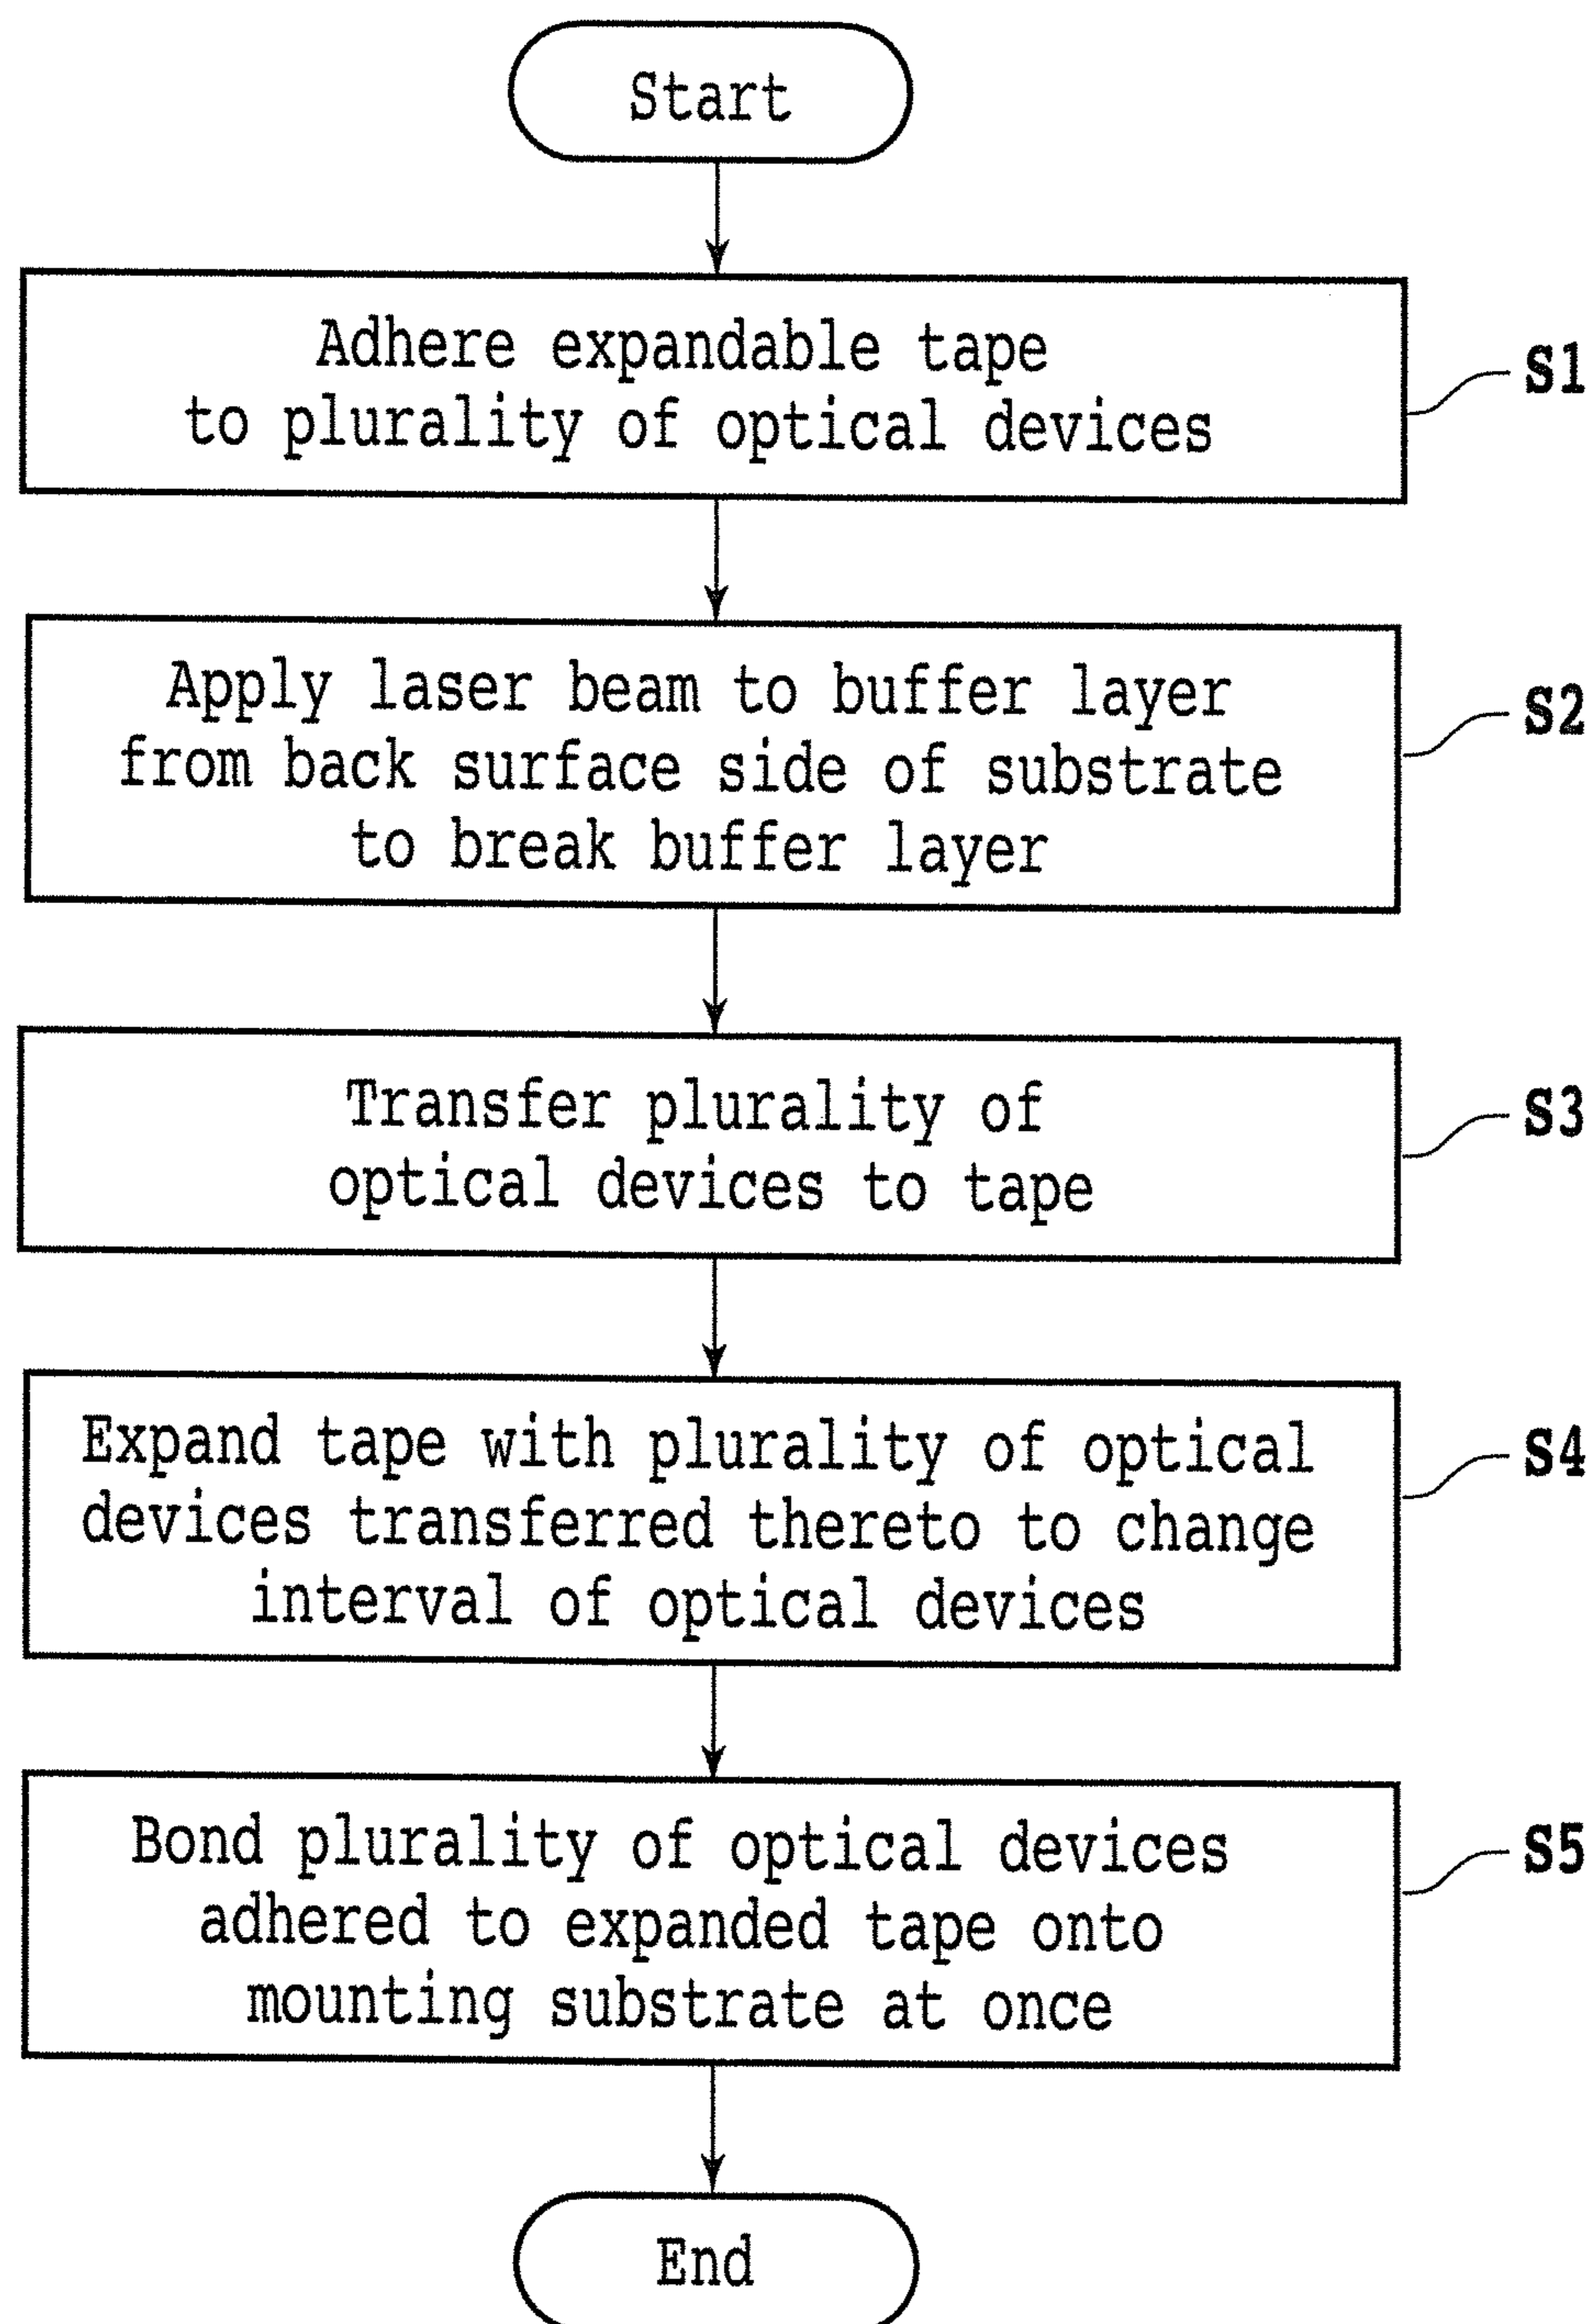 Start
Adhere expandable tape
to plurality of optical devices
S1
Apply laser beam to buffer layer
from back surface side of substrate
to break buffer layer
S2
Transfer plurality of
optical devices to tape
S3
Expand tape with plurality of optical
devices transferred thereto to change
interval of optical devices
S4
Bond plurality of optical devices
adhered to expanded tape onto
mounting substrate at once
S5
End